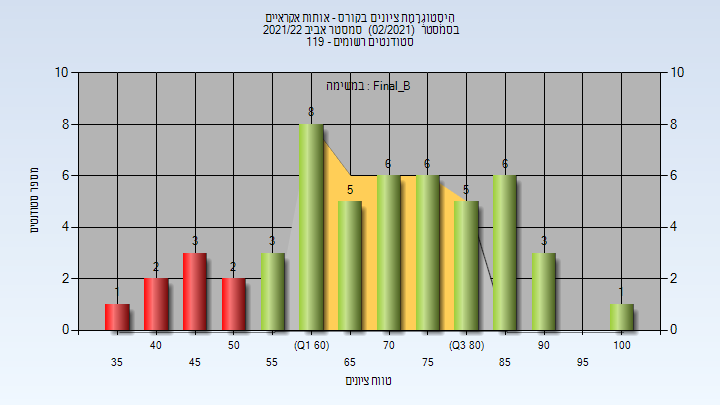 היסטוגרמת ציונים בקורס - אותות אקראיים
בסמסטר (02/2021) סמסטר אביב 2021/22
סטודנטים רשומים - 119
במשימה : Final_B
10 10
8 8
6 6
4 4
2 2
0 0
1 2 3 2 3 8 5 6 6 5 6 3 1
מספר סטודנטים
40 50 (Q1 60) 70 (Q3 80) 90 100
35 45 55 65 75 85 95
טווח ציונים